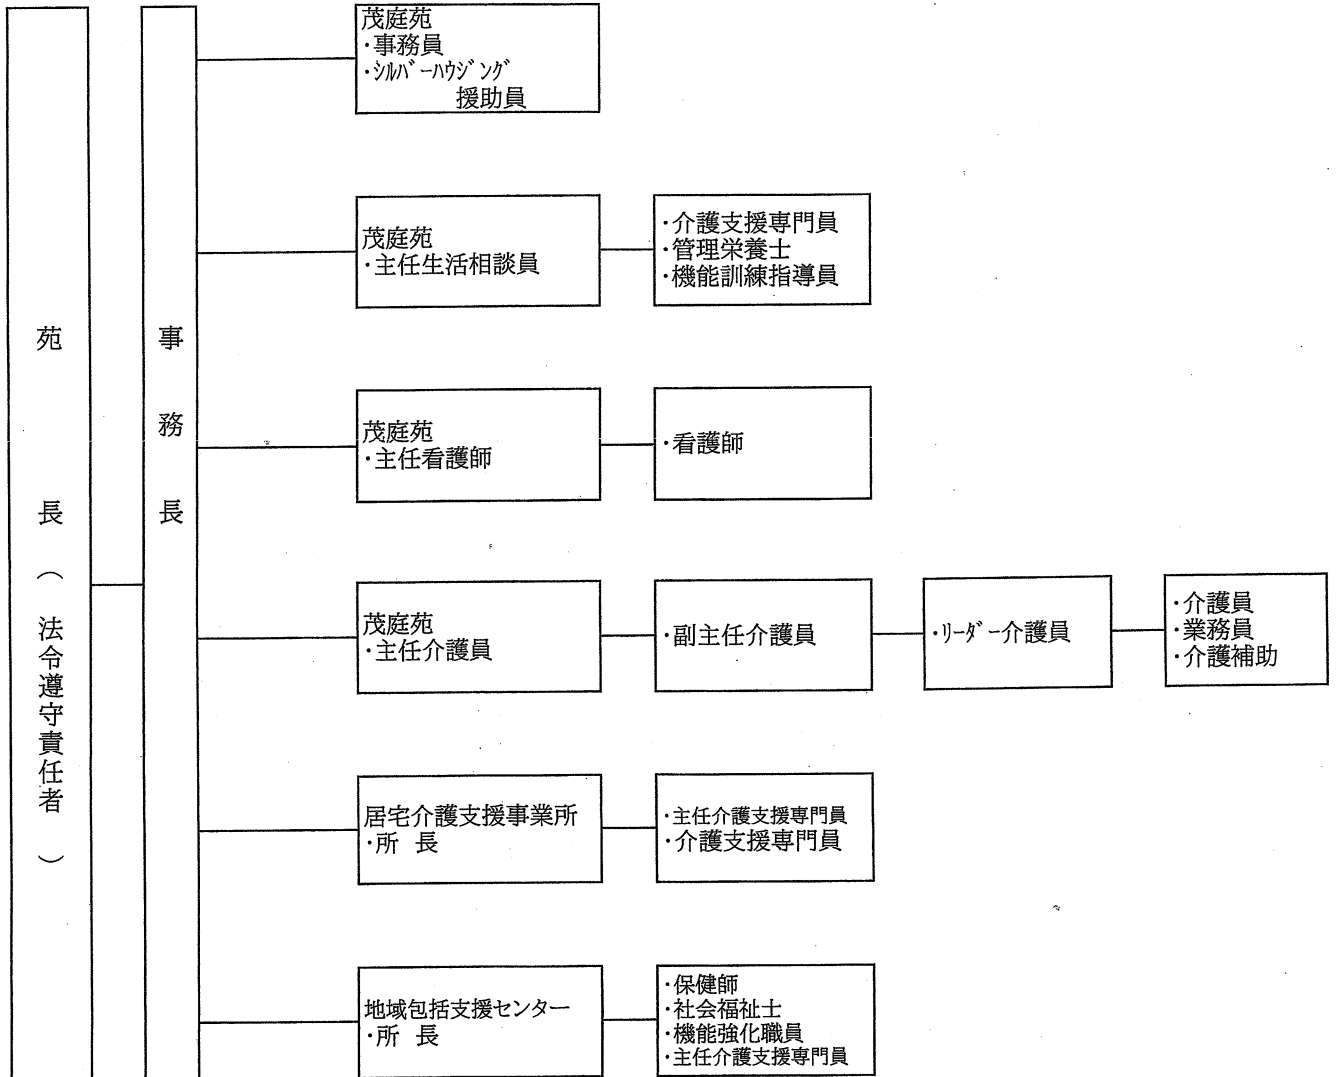 苑長（法令遵守責任者）
事務長
茂庭苑
・事務員
・ｼﾙﾊﾞｰﾊｳｼﾞﾝｸﾞ
援助員
茂庭苑
・主任生活相談員
・介護支援専門員
・管理栄養士
・機能訓練指導員
茂庭苑
・主任看護師
・看護師
茂庭苑
・主任介護員
・副主任介護員
・ﾘｰﾀﾞｰ介護員
・介護員
・業務員
・介護補助
居宅介護支援事業所
・所 長
・主任介護支援専門員
・介護支援専門員
地域包括支援センター
・所 長
・保健師
・社会福祉士
・機能強化職員
・主任介護支援専門員